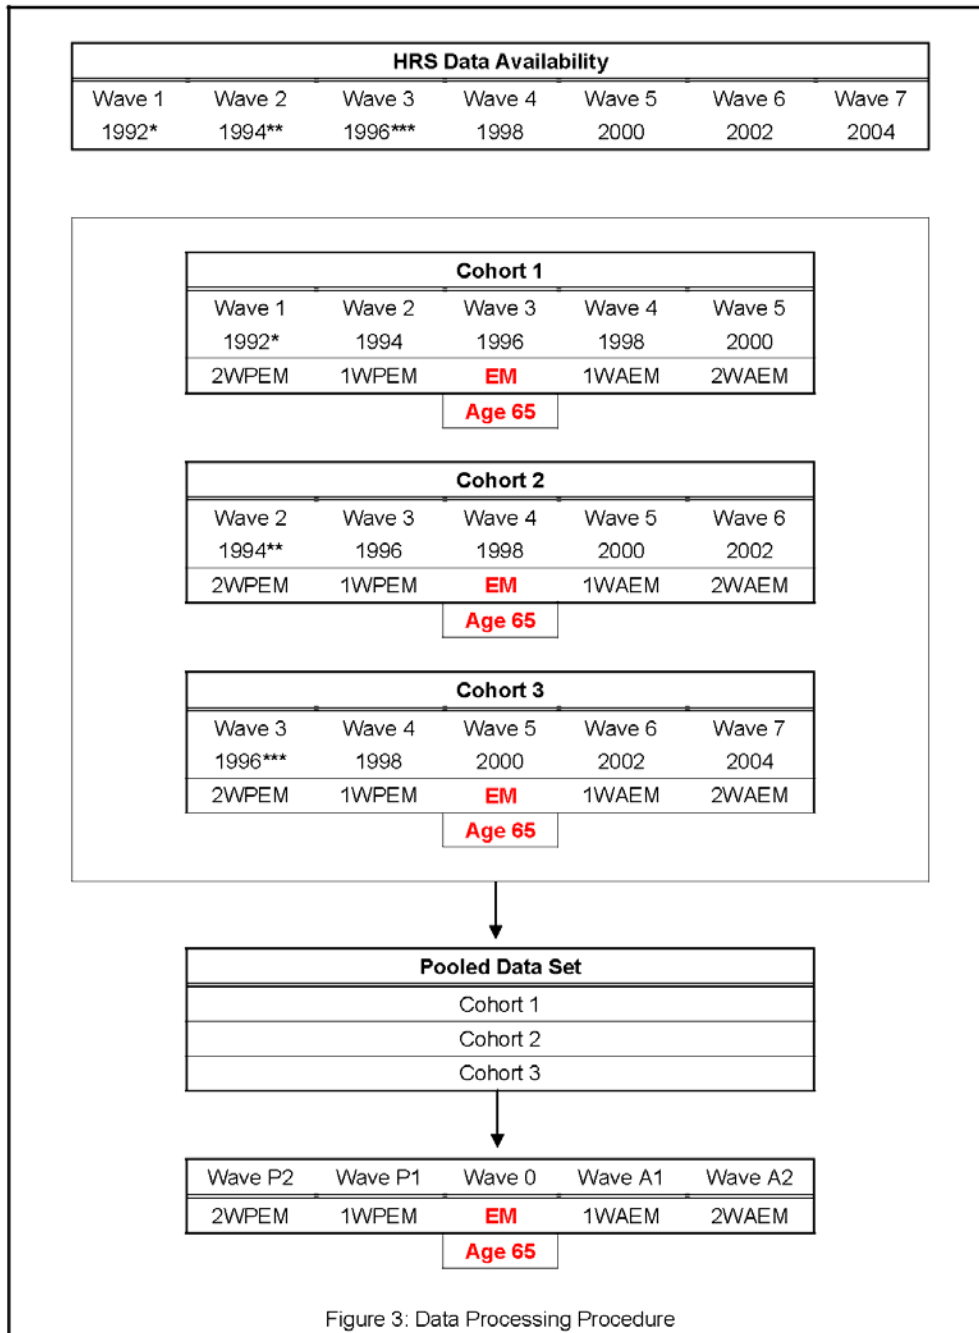 HRS Data Availability
Wave 1 Wave 2 Wave 3 Wave 4 Wave 5 Wave 6 Wave 7
1992* 1994** 1996*** 1998 2000 2002 2004
Cohort 1
Wave 1 Wave 2 Wave 3 Wave 4 Wave 5
1992* 1994 1996 1998 2000
2WPEM 1WPEM EM 1WAEM 2WAEM
Age 65
Cohort 2
Wave 2 Wave 3 Wave 4 Wave 5 Wave 6
1994** 1996 1998 2000 2002
2WPEM 1WPEM EM 1WAEM 2WAEM
Age 65
Cohort 3
Wave 3 Wave 4 Wave 5 Wave 6 Wave 7
1996*** 1998 2000 2002 2004
2WPEM 1WPEM EM 1WAEM 2WAEM
Age 65
Pooled Data Set
Cohort 1
Cohort 2
Cohort 3
Wave P2 Wave P1 Wave 0 Wave A1 Wave A2
2WPEM 1WPEM EM 1WAEM 2WAEM
Age 65
Figure 3: Data Processing Procedure